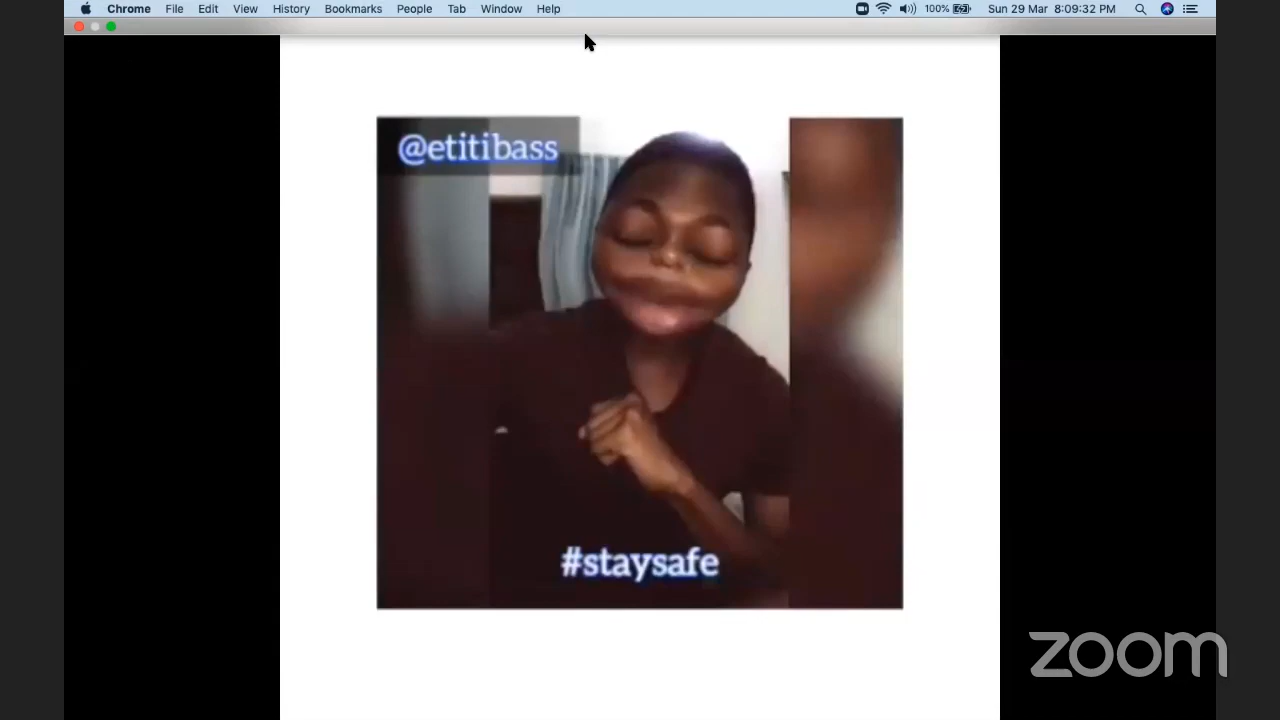 Chrome File Edit View History Bookmarks People Tab Window Help 100% Sun 29 Mar 8:09:32 PM
@etitibass
#staysafe
zoom